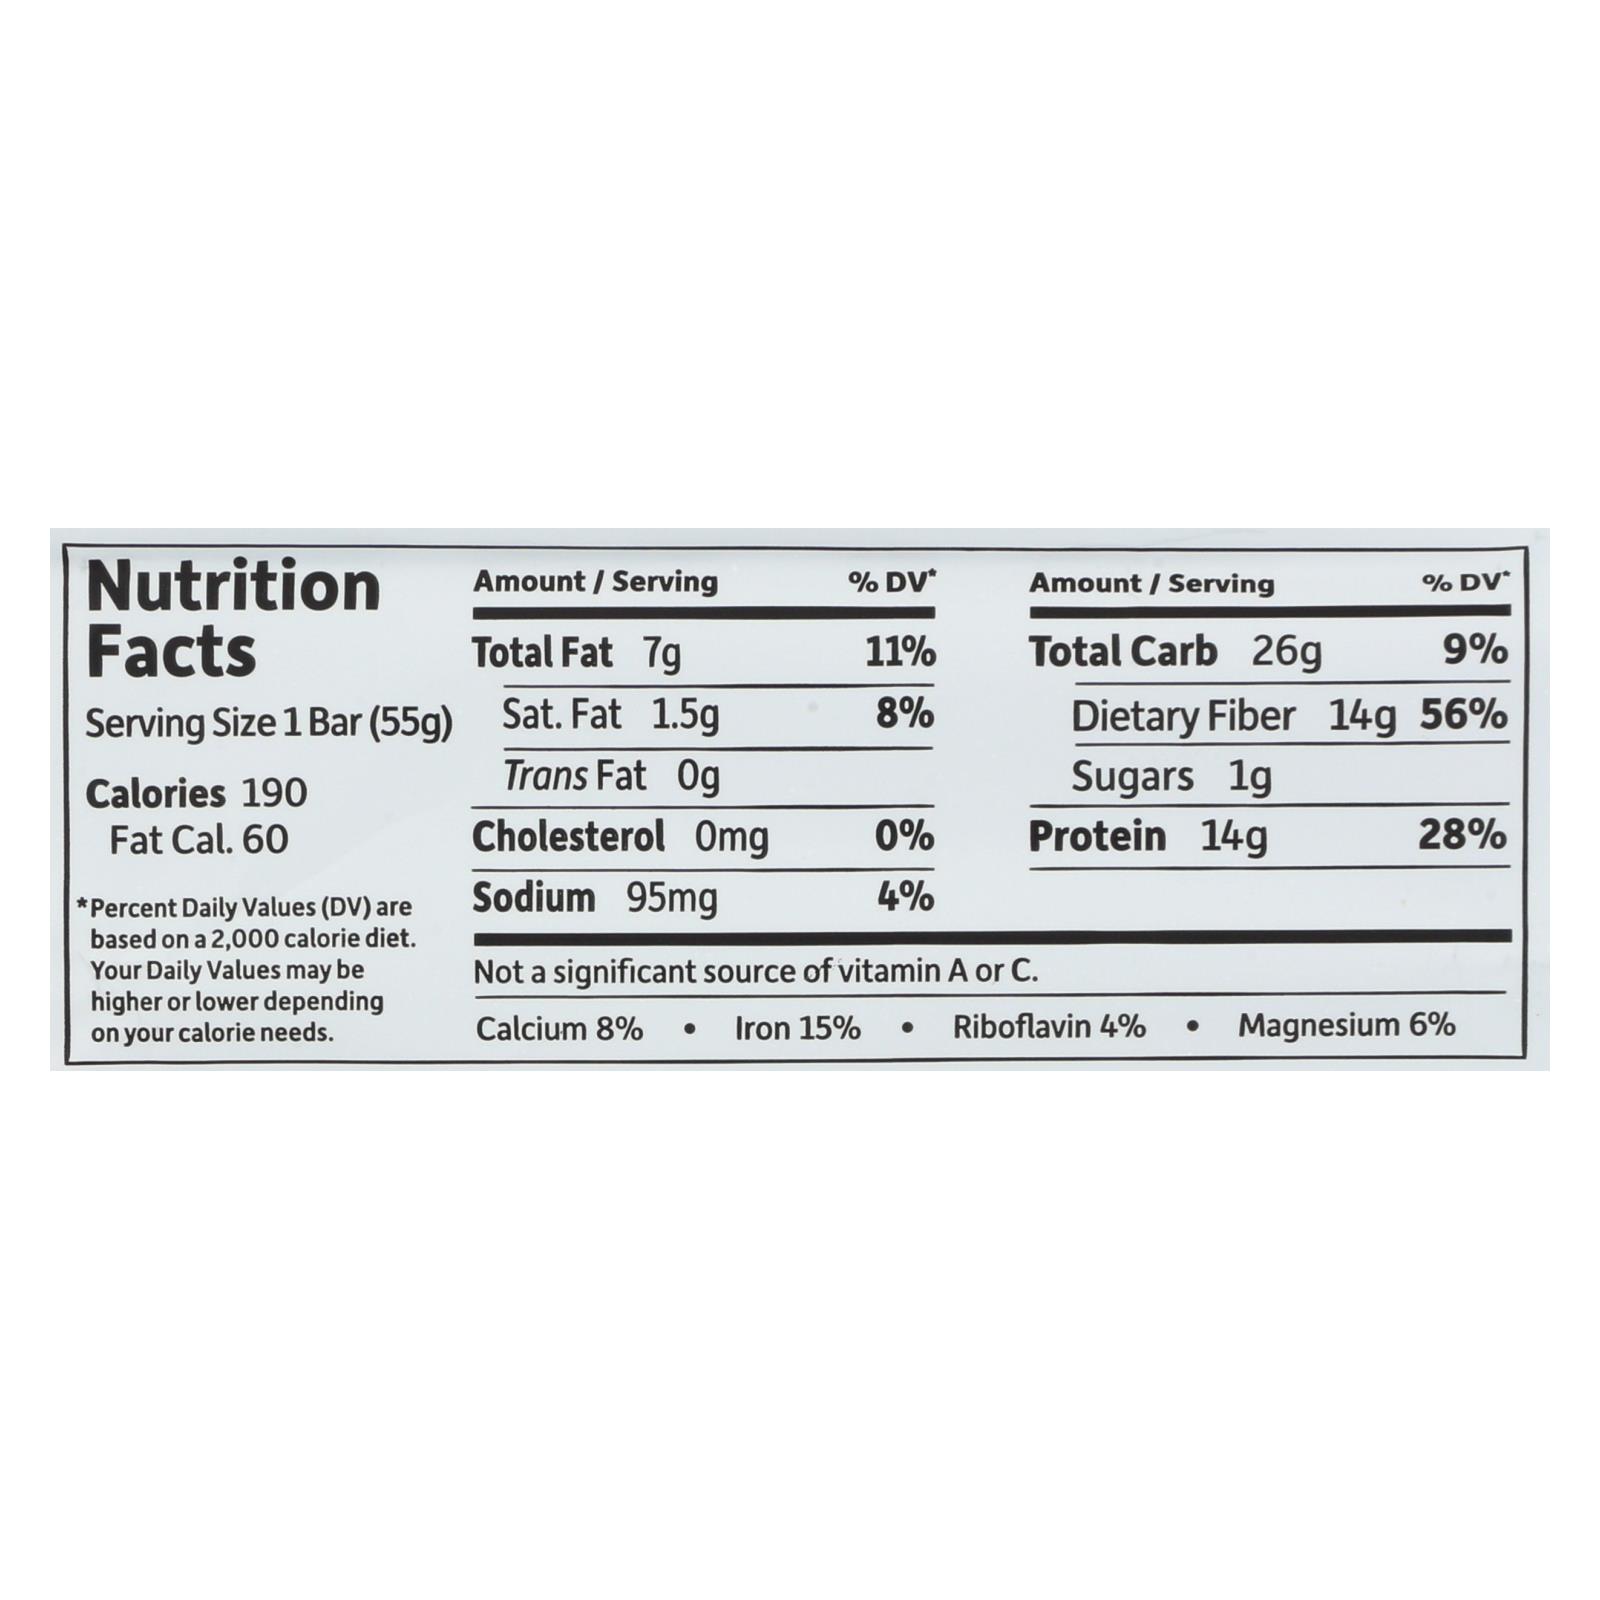 Nutrition
Facts
Serving Size 1 Bar (55g)
Calories 190
Fat Cal. 60
*Percent Daily Values (DV) are
based on a 2,000 calorie diet.
Your Daily Values may be
higher or lower depending
on your calorie needs.
Amount / Serving % DV*
Total Fat 7g 11%
Sat. Fat 1.5g 8%
Trans Fat 0g
Cholesterol 0mg 0%
Sodium 95mg 4%
Amount / Serving % DV*
Total Carb 26g 9%
Dietary Fiber 14g 56%
Sugars 1g
Protein 14g 28%
Not a significant source of vitamin A or C.
Calcium 8% • Iron 15% • Riboflavin 4% • Magnesium 6%